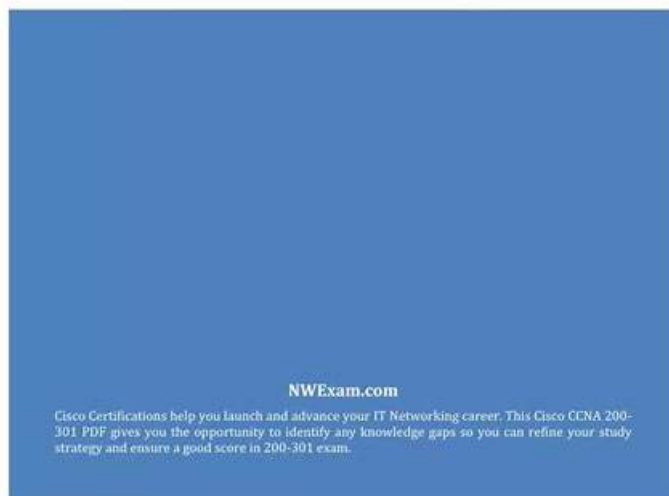 NWExam.com
Cisco Certifications help you launch and advance your IT Networking career. This Cisco CCNA 200-
301 PDF gives you the opportunity to identify any knowledge gaps so you can refine your study
strategy and ensure a good score in 200-301 exam.